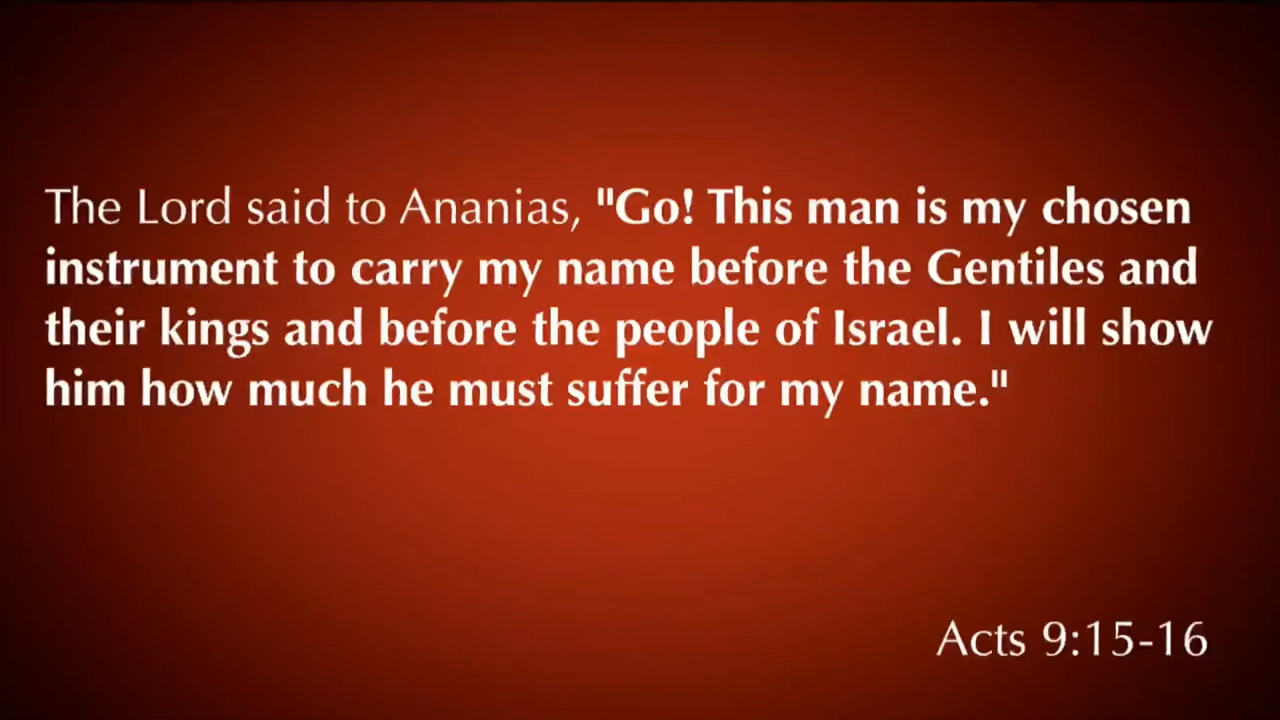 The Lord said to Ananias, "Go! This man is my chosen
instrument to carry my name before the Gentiles and
their kings and before the people of Israel. I will show
him how much he must suffer for my name."
Acts 9:15-16